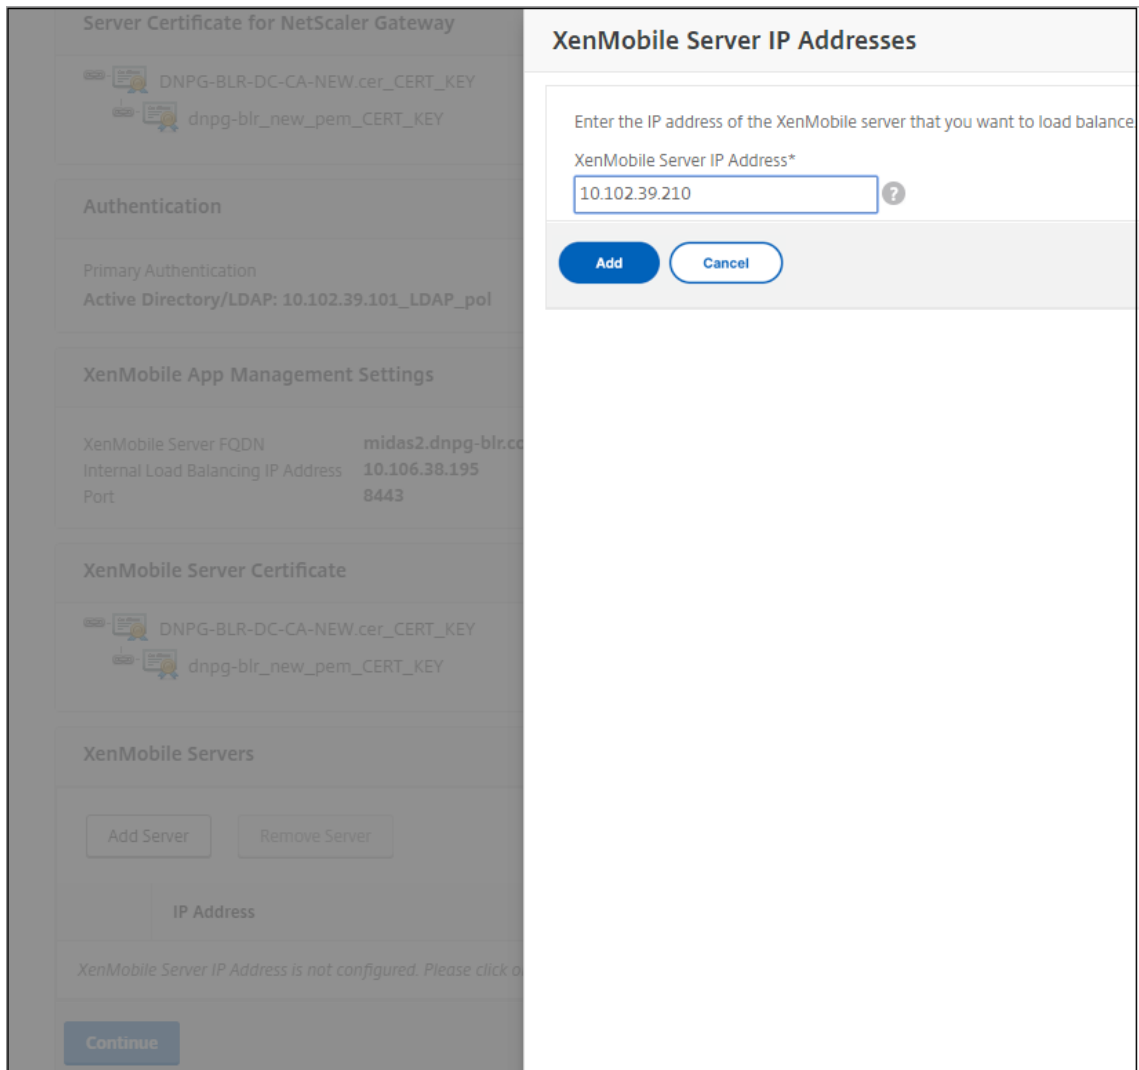 Server Certificate for NetScaler Gateway
DNPG-BLR-DC-CA-NEW.cer_CERT_KEY
dnpg-blr_new_pem_CERT_KEY
Authentication
Primary Authentication
Active Directory/LDAP: 10.102.39.101_LDAP_pol
XenMobile App Management Settings
XenMobile Server FQDN midas2.dnpg-blr.co
Internal Load Balancing IP Address 10.106.38.195
Port 8443
XenMobile Server Certificate
DNPG-BLR-DC-CA-NEW.cer_CERT_KEY
dnpg-blr_new_pem_CERT_KEY
XenMobile Servers
Add Server Remove Server
IP Address
XenMobile Server IP Address is not configured. Please click o
Continue
XenMobile Server IP Addresses
Enter the IP address of the XenMobile server that you want to load balance
XenMobile Server IP Address*
10.102.39.210
?
Add Cancel